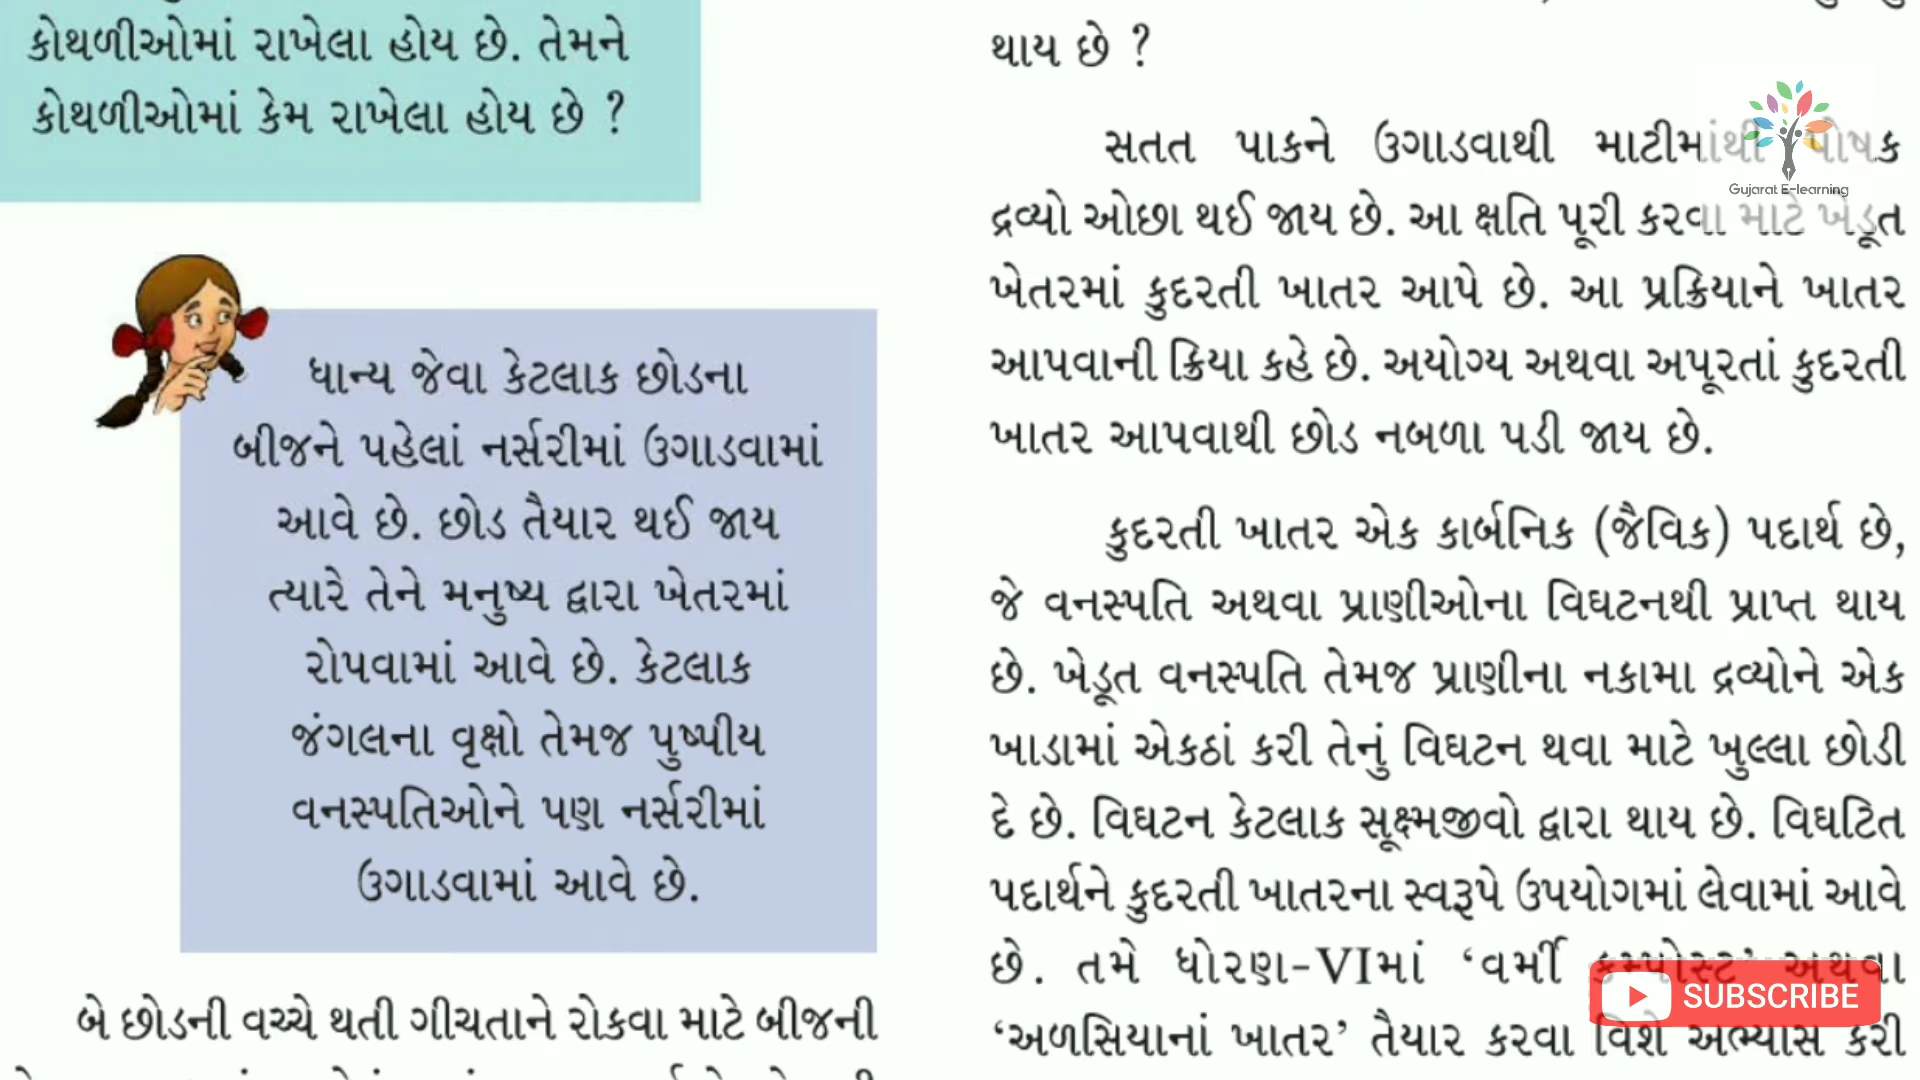 કોથળીઓમાં રાખેલા હોય છે. તેમને
કોથળીઓમાં કેમ રાખેલા હોય છે ?
ધાન્ય જેવા કેટલાક છોડના
બીજને પહેલાં નર્સરીમાં ઉગાડવામાં
આવે છે. છોડ તૈયાર થઈ જાય
ત્યારે તેને મનુષ્ય દ્વારા ખેતરમાં
રોપવામાં આવે છે. કેટલાક
જંગલના વૃક્ષો તેમજ પુષ્પીય
વનસ્પતિઓને પણ નર્સરીમાં
ઉગાડવામાં આવે છે.
બે છોડની વચ્ચે થતી ગીચતાને રોકવા માટે બીજની
થાય છે ?
સતત પાકને ઉગાડવાથી માટીમાંથી પોષક
દ્રવ્યો ઓછા થઈ જાય છે. આ ક્ષતિ પૂરી કરવા માટે ખેડૂત
ખેતરમાં કુદરતી ખાતર આપે છે. આ પ્રક્રિયાને ખાતર
આપવાની ક્રિયા કહે છે. અયોગ્ય અથવા અપૂરતાં કુદરતી
ખાતર આપવાથી છોડ નબળા પડી જાય છે.
કુદરતી ખાતર એક કાર્બનિક (જૈવિક) પદાર્થ છે,
જે વનસ્પતિ અથવા પ્રાણીઓના વિઘટનથી પ્રાપ્ત થાય
છે. ખેડૂત વનસ્પતિ તેમજ પ્રાણીના નકામા દ્રવ્યોને એક
ખાડામાં એકઠાં કરી તેનું વિઘટન થવા માટે ખુલ્લા છોડી
દે છે. વિઘટન કેટલાક સૂક્ષ્મજીવો દ્વારા થાય છે. વિઘટિત
પદાર્થને કુદરતી ખાતરના સ્વરૂપે ઉપયોગમાં લેવામાં આવે
છે. તમે ધોરણ-VIમાં ‘વર્મી કમ્પોસ્ટ’ અથવા
‘અળસિયાનાં ખાતર’ તૈયાર કરવા વિશે અભ્યાસ કરી
Gujarat E-learning
SUBSCRIBE